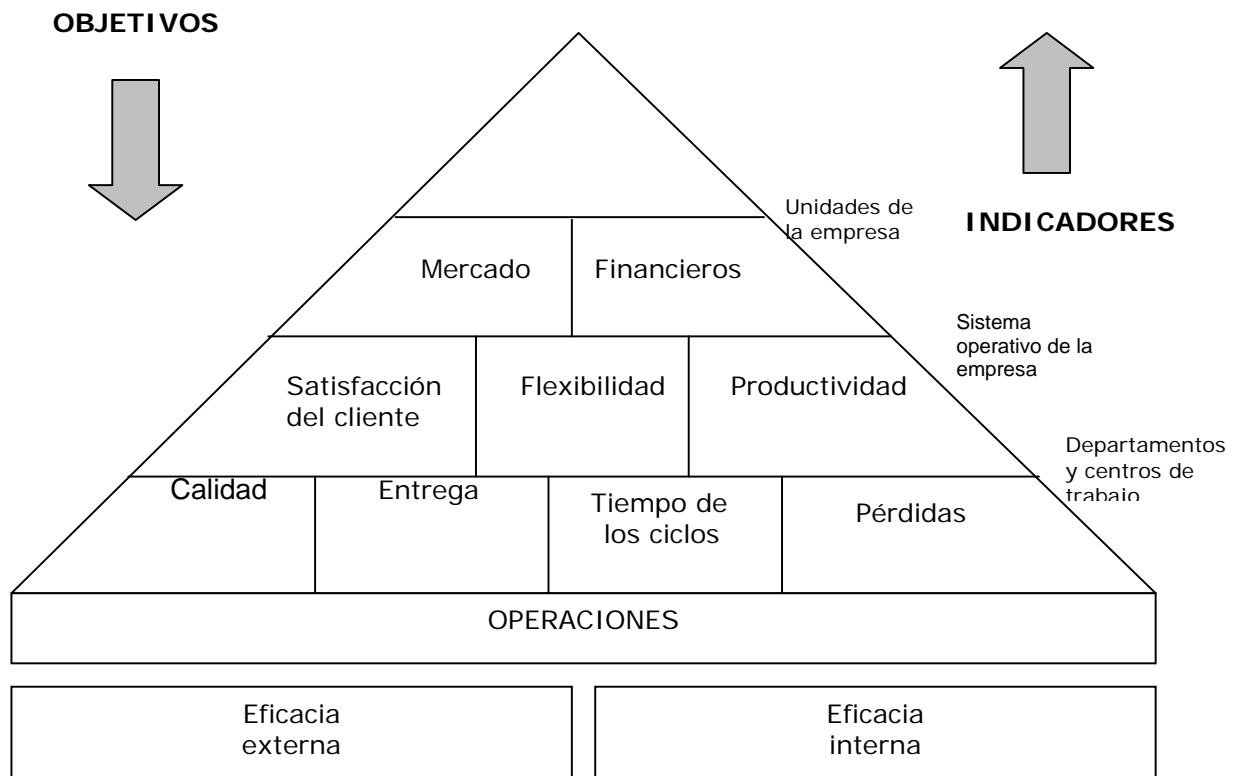 OBJETIVOS
Unidades de
la empresa
INDICADORES
Mercado
Financieros
Sistema
operativo de la
empresa
Satisfacción
del cliente
Flexibilidad
Productividad
Departamentos
y centros de
trabajo
Calidad
Entrega
Tiempo de
los ciclos
Pérdidas
OPERACIONES
Eficacia
externa
Eficacia
interna